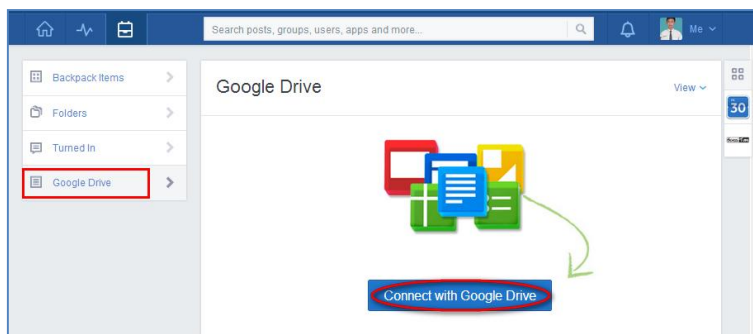 Search posts, groups, users, apps and more...
Me
Backpack Items
Folders
Turned In
Google Drive
Google Drive
View
30
Connect with Google Drive